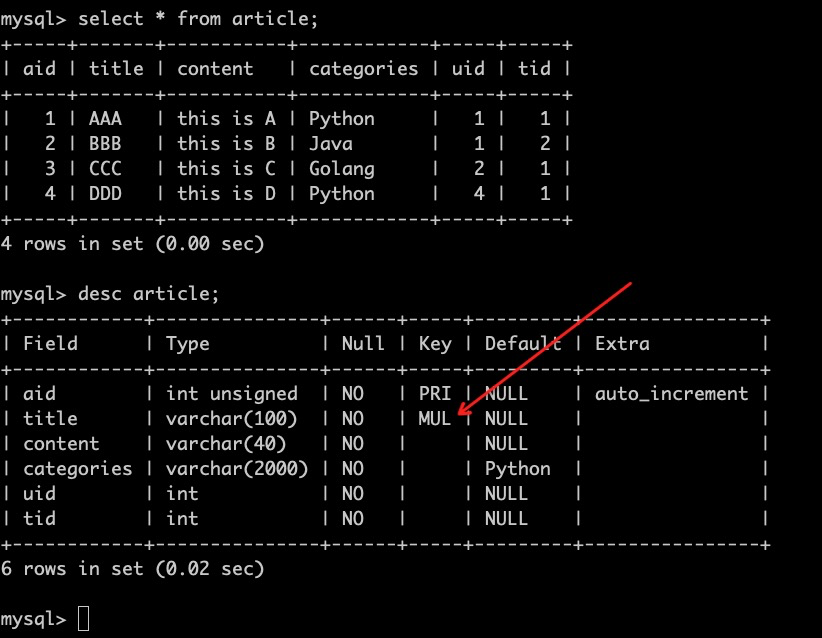 mysql> select * from article;
+-----+-------+-----------+------------+-----+-----+
| aid | title | content   | categories | uid | tid |
+-----+-------+-----------+------------+-----+-----+
|   1 | AAA   | this is A | Python     |   1 |   1 |
|   2 | BBB   | this is B | Java       |   1 |   2 |
|   3 | CCC   | this is C | Golang     |   2 |   1 |
|   4 | DDD   | this is D | Python     |   4 |   1 |
+-----+-------+-----------+------------+-----+-----+
4 rows in set (0.00 sec)

mysql> desc article;
+------------+---------------+------+-----+---------+----------------+
| Field      | Type          | Null | Key | Default | Extra          |
+------------+---------------+------+-----+---------+----------------+
| aid        | int unsigned  | NO   | PRI | NULL    | auto_increment |
| title      | varchar(100)  | NO   | MUL | NULL    |                |
| content    | varchar(40)   | NO   |     | NULL    |                |
| categories | varchar(2000) | NO   |     | Python  |                |
| uid        | int           | NO   |     | NULL    |                |
| tid        | int           | NO   |     | NULL    |                |
+------------+---------------+------+-----+---------+----------------+
6 rows in set (0.02 sec)

mysql>